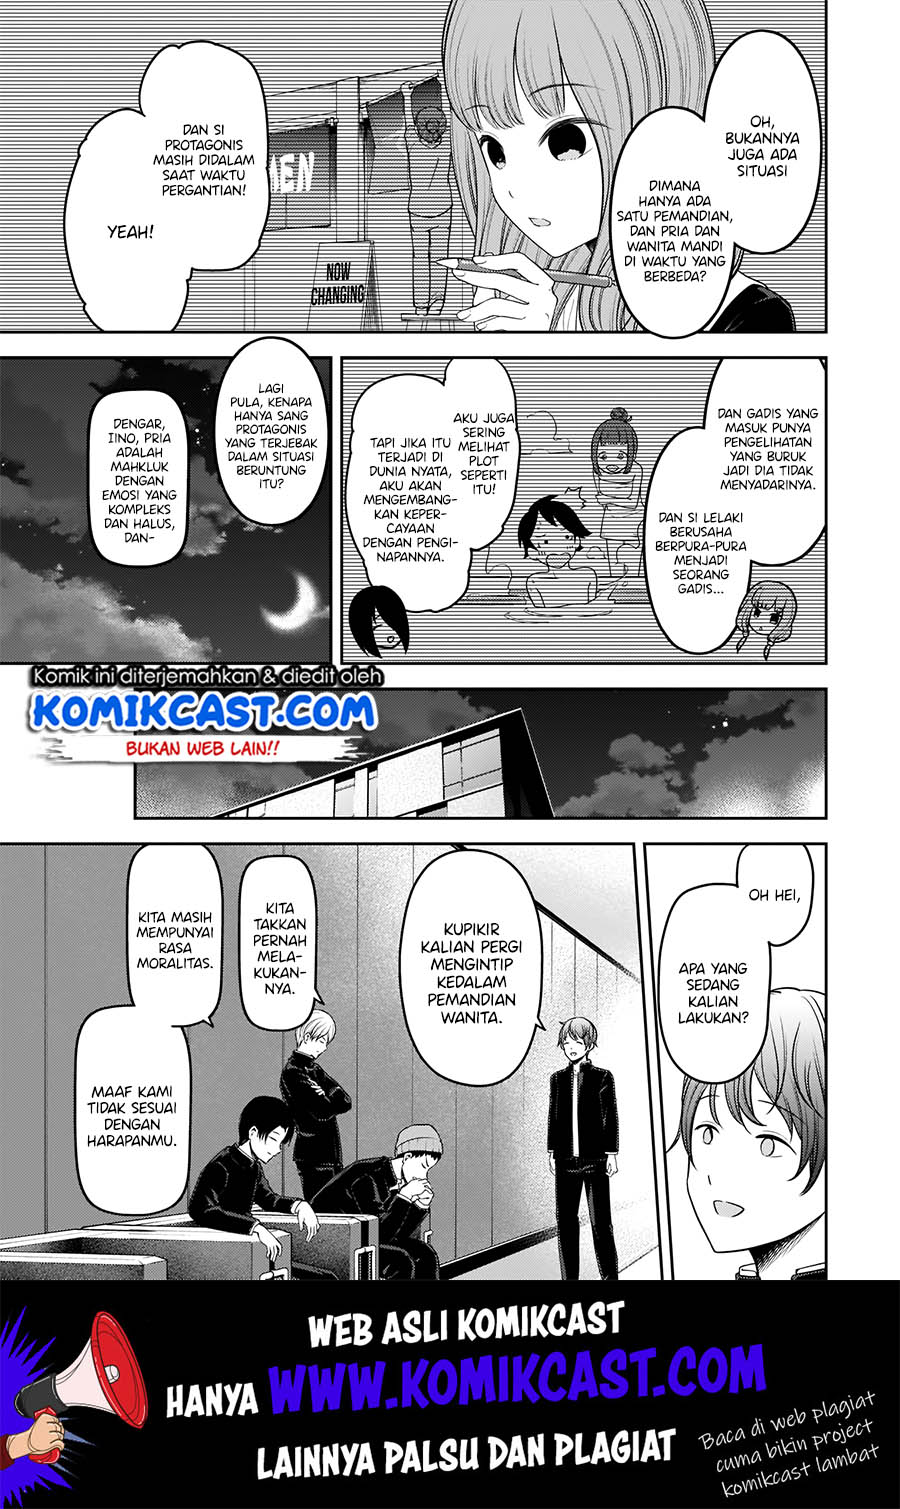 OH,
BUKANNYA
JUGA ADA
SITUASI
DIMANA
HANYA ADA
SATU PEMANDIAN,
DAN PRIA DAN
WANITA MANDI
DI WAKTU YANG
BERBEDA?
DAN SI
PROTAGONIS
MASIH DIDALAM
SAAT WAKTU
PERGANTIAN!
YEAH!
MEN
NOW
CHANGING
DAN GADIS YANG
MASUK PUNYA
PENGELIHATAN
YANG BURUK
JADI DIA TIDAK
MENYADARINYA.
DAN SI LELAKI
BERUSAHA
BERPURA-PURA
MENJADI
SEORANG
GADIS...
AKU JUGA
SERING
MELIHAT
PLOT
SEPERTI
ITU!
TAPI JIKA ITU
TERJADI DI
DUNIA NYATA,
AKU AKAN
MENGEMBANG-
KAN KEPER-
CAYAAN
DENGAN PENGI-
NAPANNYA.
LAGI
PULA, KENAPA
HANYA SANG
PROTAGONIS
YANG TERJEBAK
DALAM SITUASI
BERUNTUNG
ITU?
DENGAR,
IINO, PRIA
ADALAH
MAHKLUK
DENGAN
EMOSI YANG
KOMPLEKS
DAN HALUS,
DAN-
Komik ini diterjemahkan & diedit oleh
KOMIKCAST.COM
BUKAN WEB LAIN!!
OH HEI,
APA YANG
SEDANG
KALIAN
LAKUKAN?
KUPIKIR
KALIAN PERGI
MENGINTIP
KEDALAM
PEMANDIAN
WANITA.
KITA
TAKKAN
PERNAH
MELA-
KUKAN-
NYA.
KITA MASIH
MEMPUNYAI
RASA
MORALITAS.
MAAF KAMI
TIDAK SESUAI
DENGAN
HARAPANMU.
WEB ASLI KOMIKCAST
HANYA WWW.KOMIKCAST.COM
LAINNYA PALSU DAN PLAGIAT
Baca di web plagiat
cuma bikin project
komikcast lambat